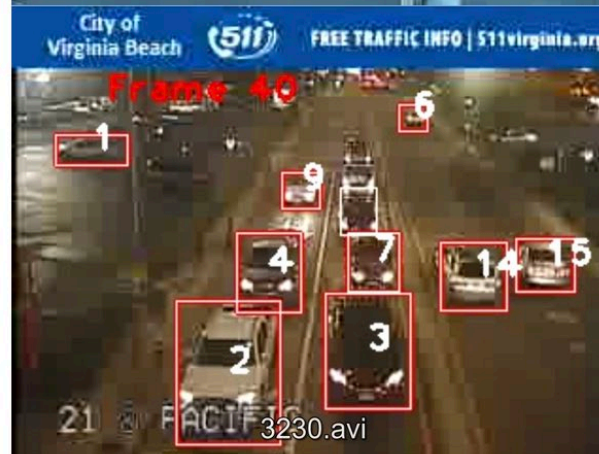 City of
Virginia Beach
511
FREE TRAFFIC INFO | 511virginia.org
Frame 40
1
6
9
4
7
14
15
2
3
21 @ PACIFIC
3230.avi